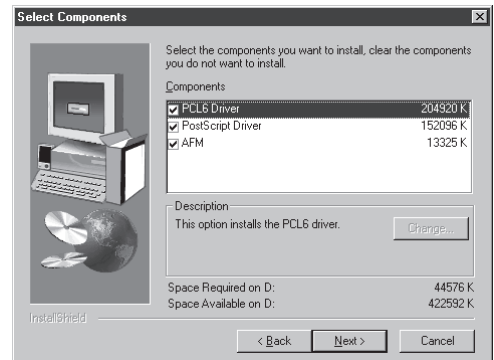 Select Components
Select the components you want to install, clear the components
you do not want to install.
Components
PCL6 Driver 204920 K
PostScript Driver 152096 K
AFM 13325 K
Description
This option installs the PCL6 driver.
Change...
Space Required on D: 44576 K
Space Available on D: 422592 K
InstallShield
< Back Next > Cancel